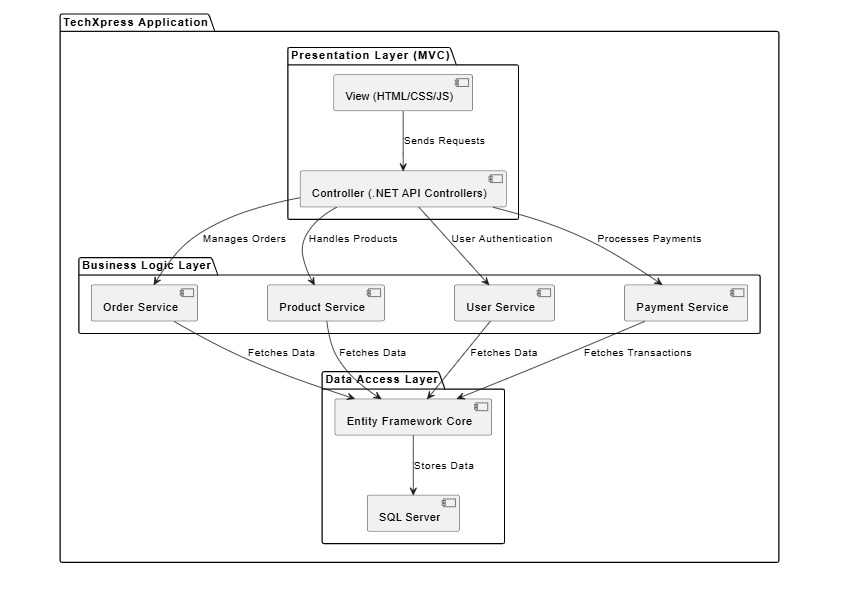 TechXpress Application
Presentation Layer (MVC)
View (HTML/CSS/JS)
Sends Requests
Controller (.NET API Controllers)
Manages Orders
Handles Products
User Authentication
Processes Payments
Business Logic Layer
Order Service
Product Service
User Service
Payment Service
Fetches Data
Fetches Data
Fetches Data
Fetches Transactions
Data Access Layer
Entity Framework Core
Stores Data
SQL Server